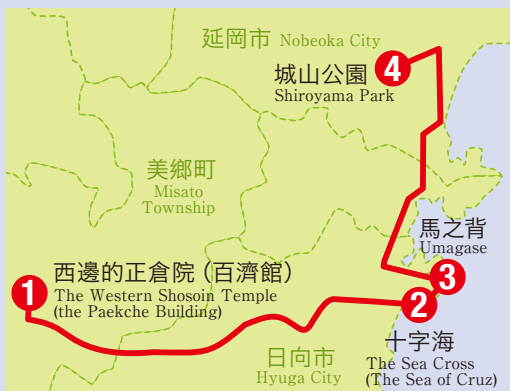 延岡市 Nobeoka City
城山公園
Shiroyama Park
4
美郷町
Misato
Township
馬之背
Umagase
3
1
西邊的正倉院（百濟館）
The Western Shosoin Temple
(the Paekche Building)
2
十字海
The Sea Cross
(The Sea of Cruz)
日向市
Hyuga City